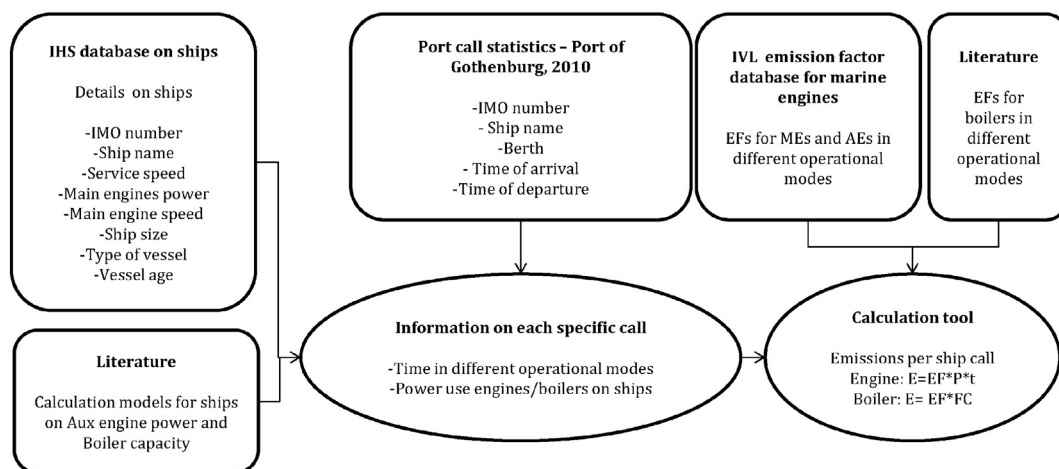 IHS database on ships
Details on ships
-IMO number
-Ship name
-Service speed
-Main engines power
-Main engine speed
-Ship size
-Type of vessel
-Vessel age
Literature
Calculation models for ships
on Aux engine power and
Boiler capacity
Port call statistics – Port of
Gothenburg, 2010
-IMO number
- Ship name
-Berth
- Time of arrival
-Time of departure
IVL emission factor
database for marine
engines
EFs for MEs and AEs in
different operational
modes
Literature
EFs for
boilers in
different
operational
modes
Information on each specific call
-Time in different operational modes
-Power use engines/boilers on ships
Calculation tool
Emissions per ship call
Engine: E=EF*P*t
Boiler: E= EF*FC